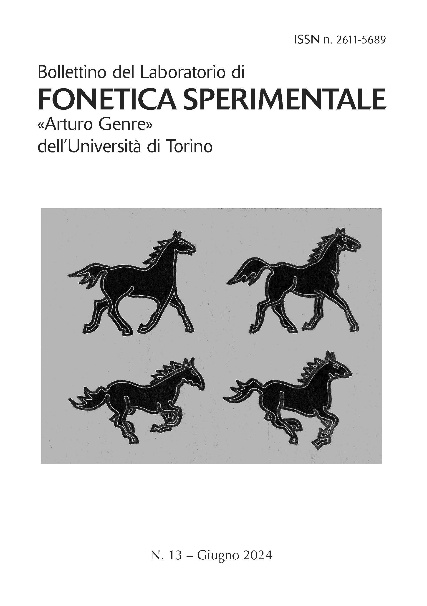 ISSN n. 2611-5689
Bollettino del Laboratorio di
FONETICA SPERIMENTALE
«Arturo Genre»
dell'Università di Torino
N. 13 – Giugno 2024